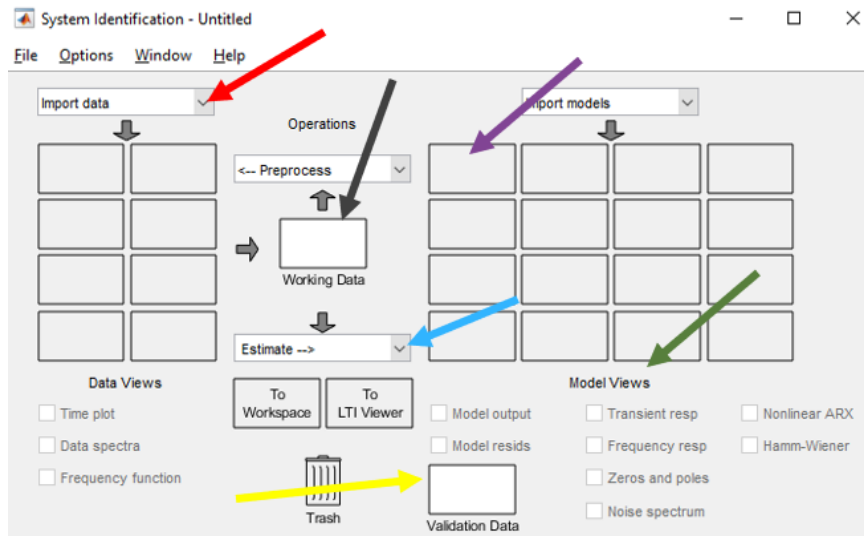 System Identification - Untitled
File Options Window Help
Import data
Operations
Import models
<-- Preprocess
Working Data
Estimate -->
Data Views
Model Views
To Workspace
To LTI Viewer
Time plot
Data spectra
Frequency function
Model output
Model resids
Transient resp
Frequency resp
Zeros and poles
Noise spectrum
Nonlinear ARX
Hamm-Wiener
Trash
Validation Data